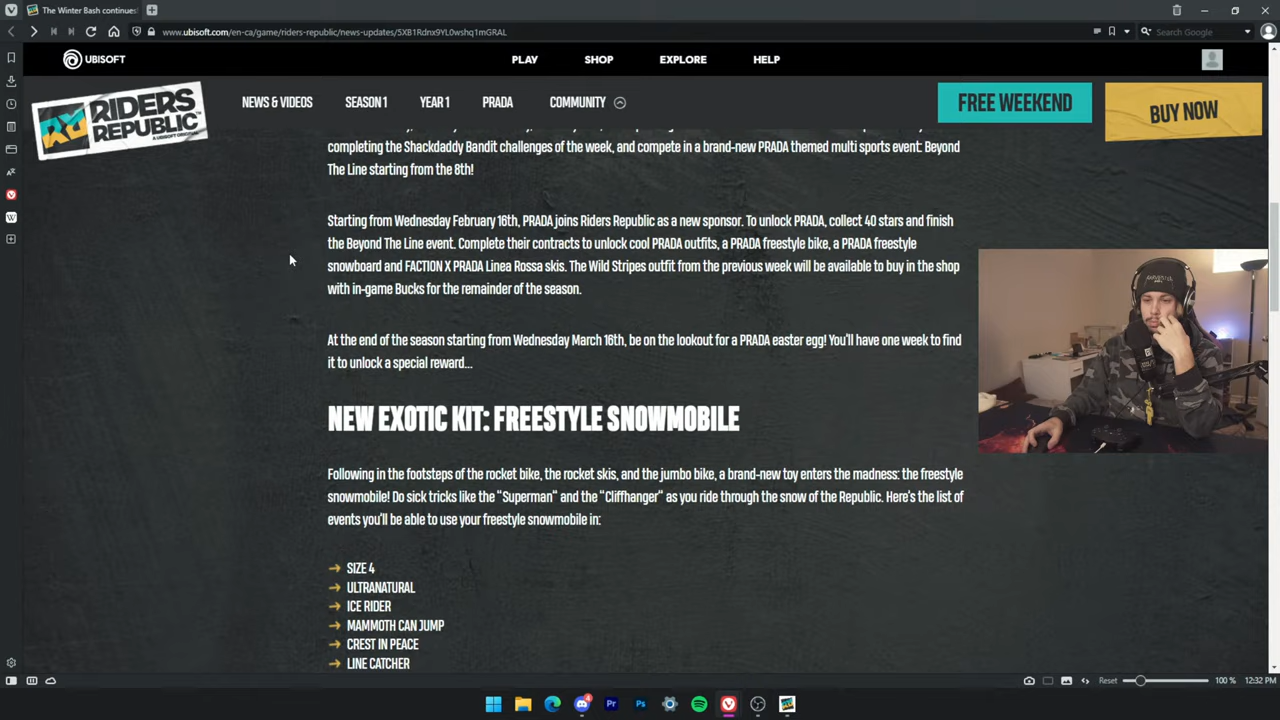 The Winter Bash continues
www.ubisoft.com/en-ca/game/riders-republic/news-updates/5XB1Rdnx9YL0wshq1mGRAL
Search Google
UBISOFT
PLAY
SHOP
EXPLORE
HELP
RIDERS
REPUBLIC
NEWS & VIDEOS
SEASON 1
YEAR 1
PRADA
COMMUNITY
FREE WEEKEND
BUY NOW
completing the Shackdaddy Bandit challenges of the week, and compete in a brand-new PRADA themed multi sports event: Beyond
The Line starting from the 8th!
Starting from Wednesday February 16th, PRADA joins Riders Republic as a new sponsor. To unlock PRADA, collect 40 stars and finish
the Beyond The Line event. Complete their contracts to unlock cool PRADA outfits, a PRADA freestyle bike, a PRADA freestyle
snowboard and FACTION X PRADA Linea Rossa skis. The Wild Stripes outfit from the previous week will be available to buy in the shop
with in-game Bucks for the remainder of the season.
At the end of the season starting from Wednesday March 16th, be on the lookout for a PRADA easter egg! You'll have one week to find
it to unlock a special reward...
NEW EXOTIC KIT: FREESTYLE SNOWMOBILE
Following in the footsteps of the rocket bike, the rocket skis, and the jumbo bike, a brand-new toy enters the madness: the freestyle
snowmobile! Do sick tricks like the "Superman" and the "Cliffhanger" as you ride through the snow of the Republic. Here's the list of
events you'll be able to use your freestyle snowmobile in:
SIZE 4
ULTRANATURAL
ICE RIDER
MAMMOTH CAN JUMP
CREST IN PEACE
LINE CATCHER
Reset
100 %
12:32 PM